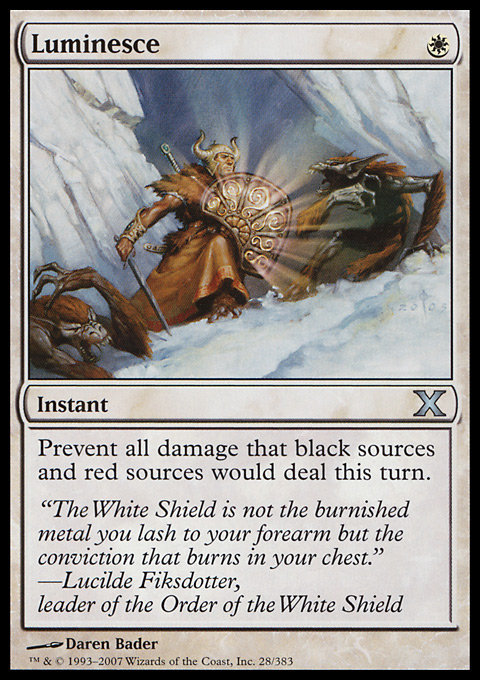 Luminesce
Instant
X
Prevent all damage that black sources
and red sources would deal this turn.
“The White Shield is not the burnished
metal you lash to your forearm but the
conviction that burns in your chest.”
—Lucilde Fiksdotter,
leader of the Order of the White Shield
Daren Bader
™ & © 1993–2007 Wizards of the Coast, Inc. 28/383